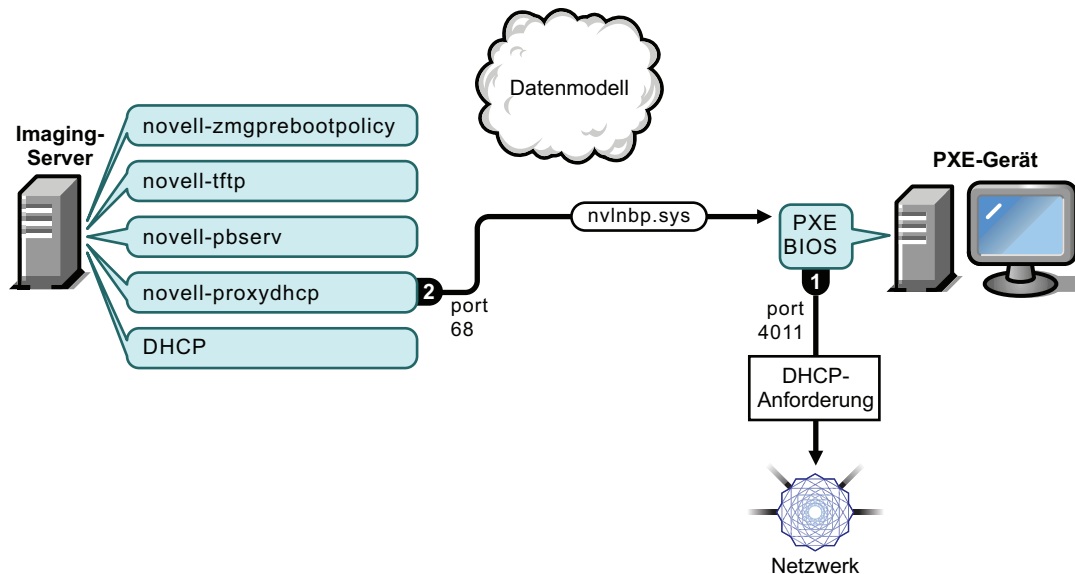 Datenmodell
Imaging-
Server
novell-zmgprebootpolicy
novell-tftp
novell-pbserv
novell-proxydhcp
DHCP
2
port
68
nvlnbp.sys
PXE
BIOS
PXE-Gerät
1
port
4011
DHCP-
Anforderung
Netzwerk